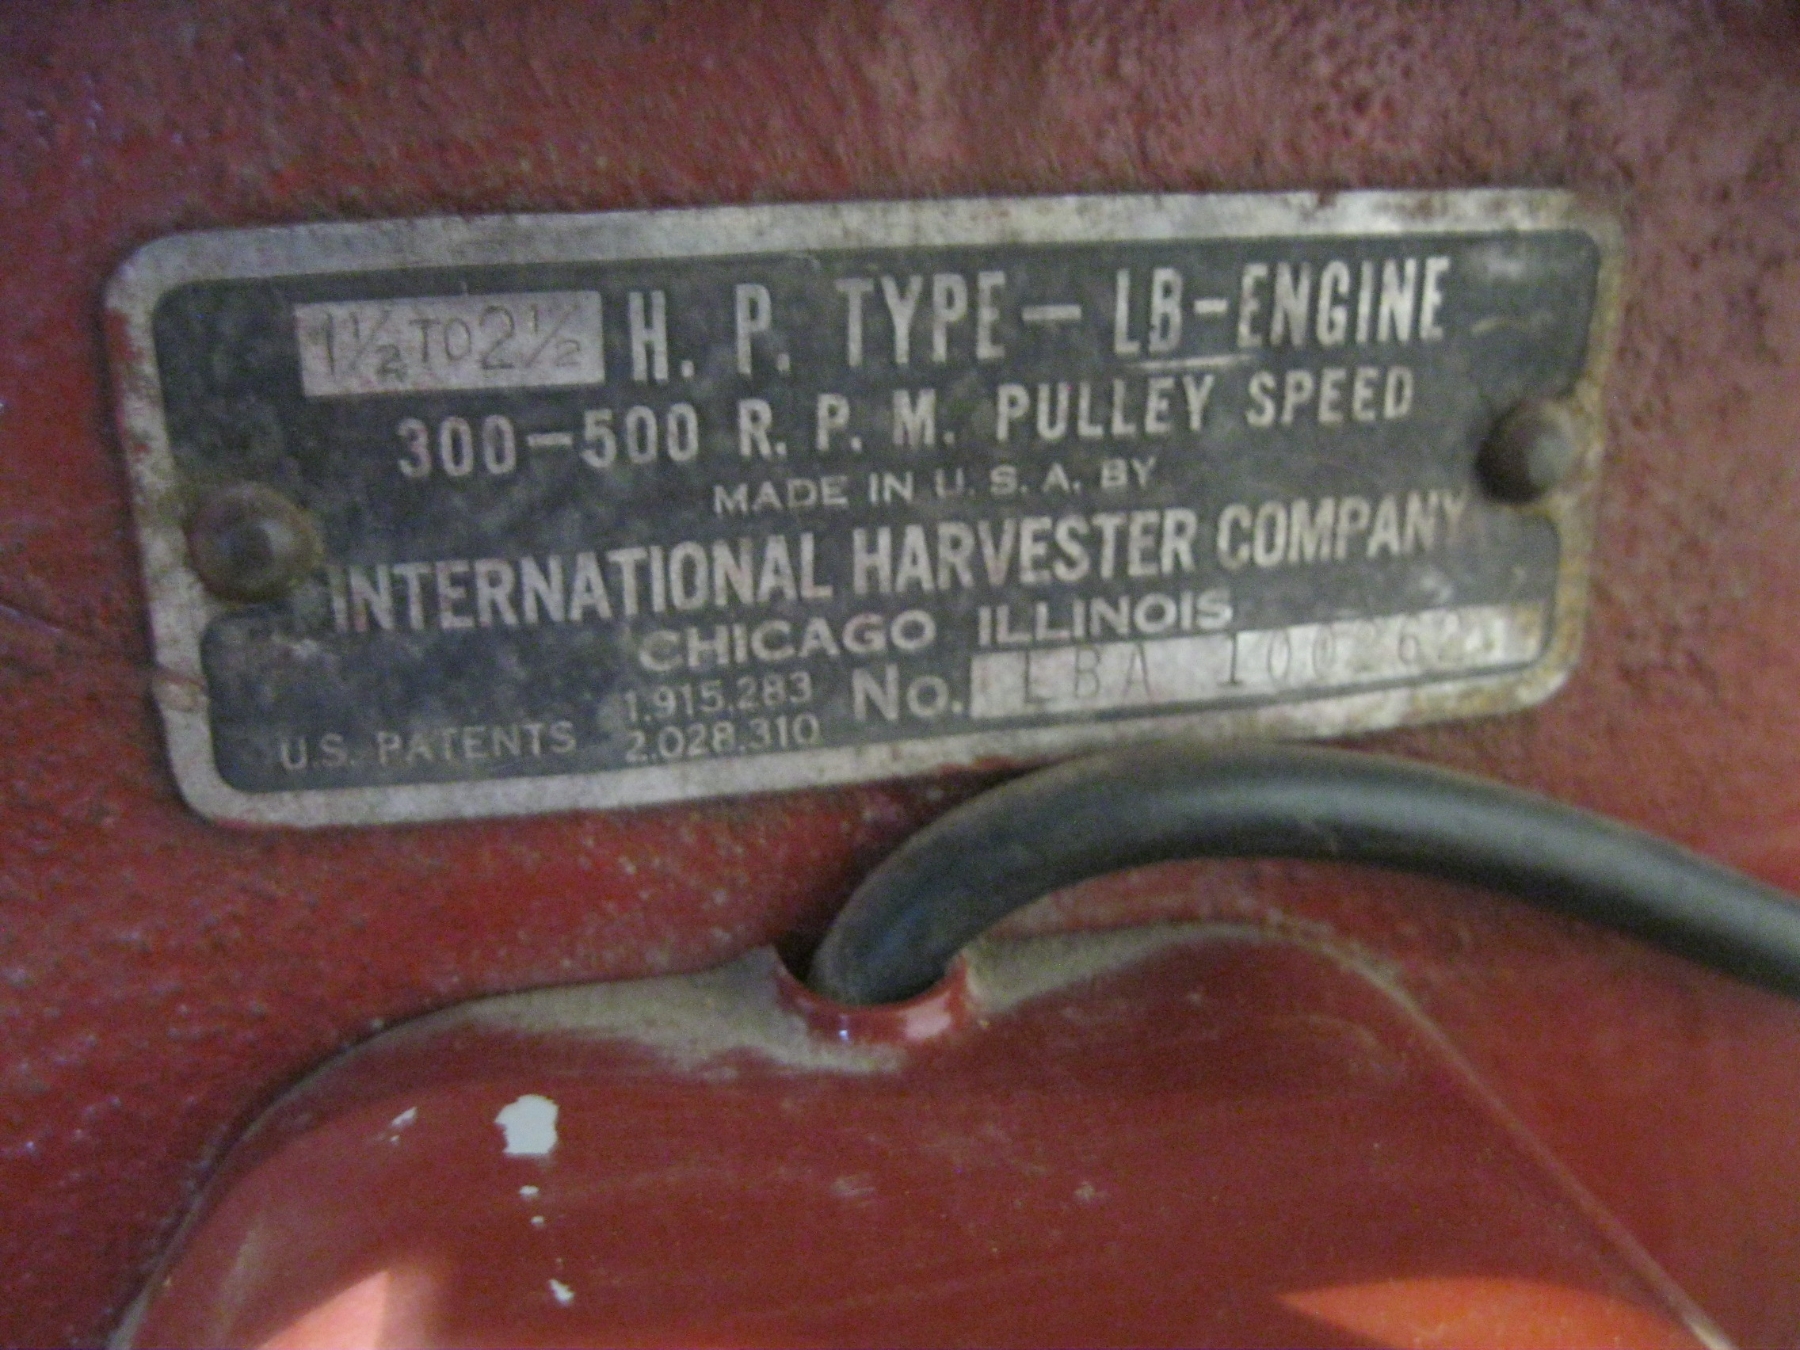 1½ TO 2½ H. P. TYPE - LB - ENGINE
300-500 R. P. M. PULLEY SPEED
MADE IN U. S. A. BY
INTERNATIONAL HARVESTER COMPANY
CHICAGO ILLINOIS
U.S. PATENTS 1.915.283
2.028.310
No. LBA